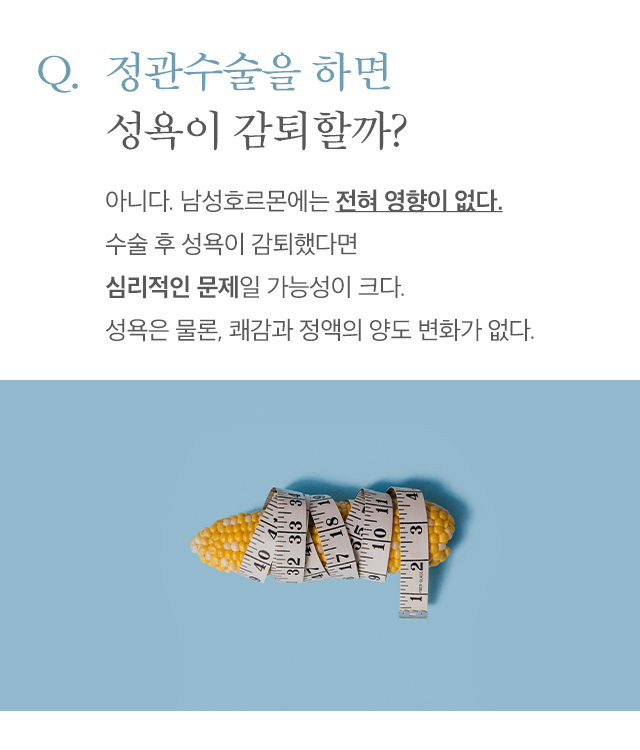 Q. 정관수술을 하면
성욕이 감퇴할까?
아니다. 남성호르몬에는 전혀 영향이 없다.
수술 후 성욕이 감퇴했다면
심리적인 문제일 가능성이 크다.
성욕은 물론, 쾌감과 정액의 양도 변화가 없다.